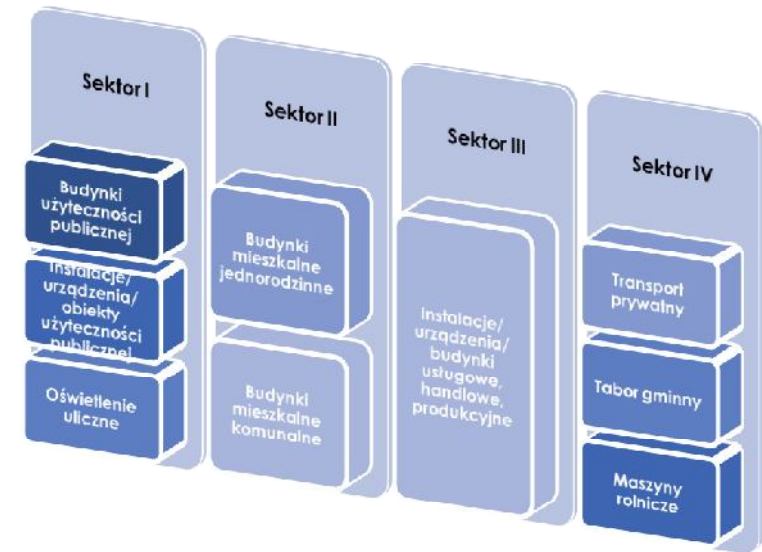 Sektor I
Budynki
użyteczności
publicznej
Instalacje/
urządzenia/
obiekty
użyteczności
publicznej
Oświetlenie
uliczne
Sektor II
Budynki
mieszkalne
jednorodzinne
Budynki
mieszkalne
komunalne
Sektor III
Instalacje/
urządzenia/
budynki
usługowe,
handlowe,
produkcyjne
Sektor IV
Transport
prywatny
Tabor gminny
Maszyny
rolnicze